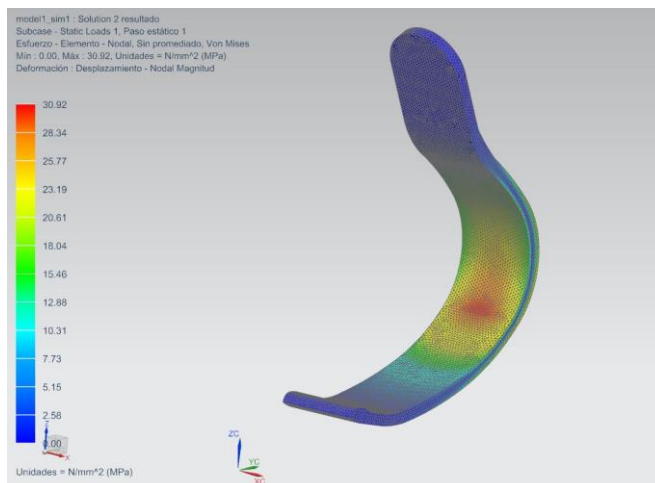 model1_sim1 : Solution 2 resultado
Subcase - Static Loads 1, Paso estático 1
Esfuerzo - Elemento - Nodal, Sin promediado, Von Mises
Min : 0.00, Máx : 30.92, Unidades = N/mm^2 (MPa)
Deformación : Desplazamiento - Nodal Magnitud
30.92
28.34
25.77
23.19
20.61
18.04
15.46
12.88
10.31
7.73
5.15
2.58
0.00
Z
X
Unidades = N/mm^2 (MPa)
ZC
YC
XC